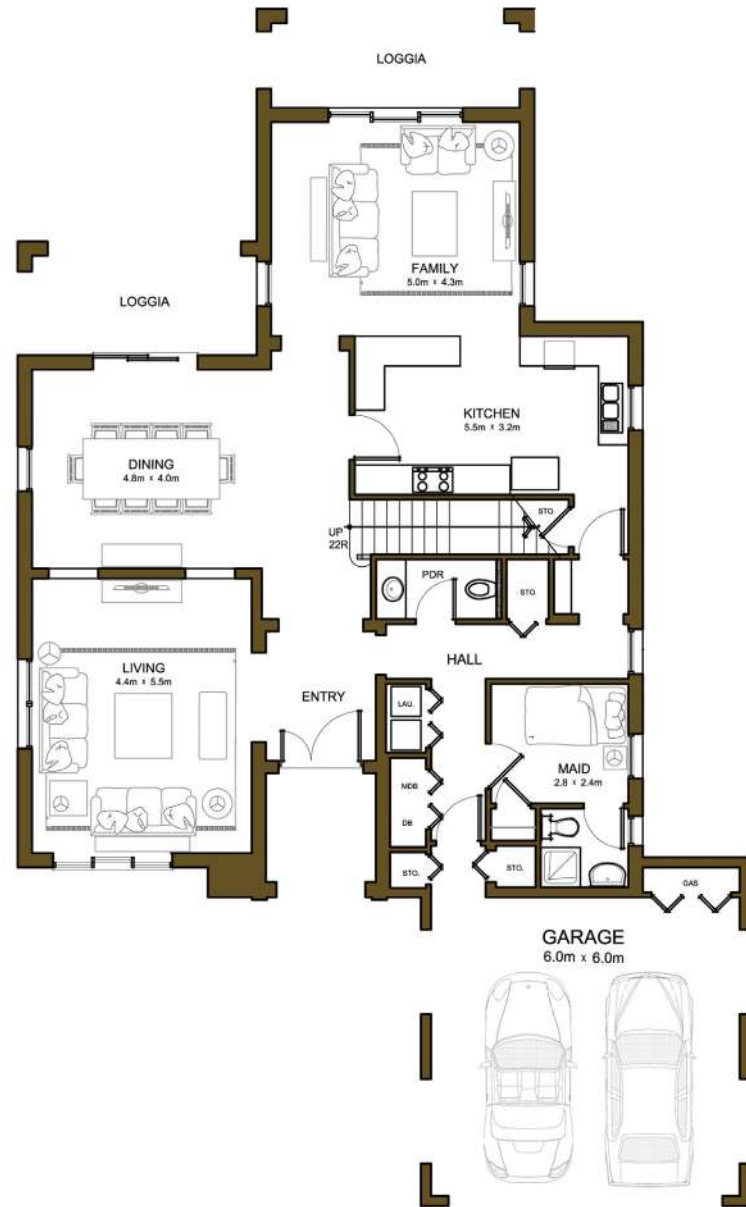 LOGGIA
FAMILY
5.0m x 4.3m
LOGGIA
KITCHEN
5.5m x 3.2m
DINING
4.8m x 4.0m
STO.
UP
22R
PDR
STO.
LIVING
4.4m x 5.5m
HALL
ENTRY
LAU.
MAID
2.8 x 2.4m
MDB
DB
STO.
STO.
GAS
GARAGE
6.0m x 6.0m